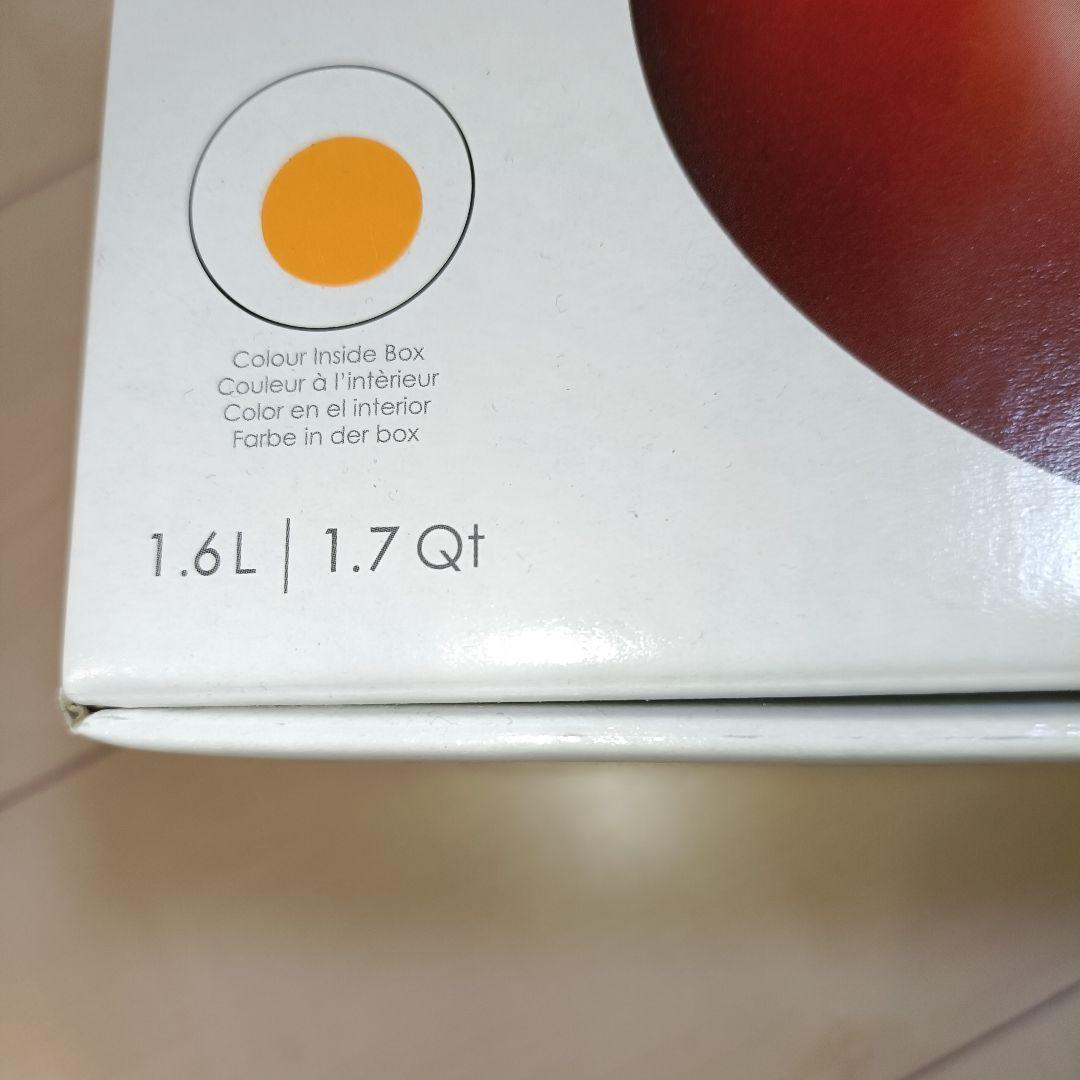 Colour Inside Box
Couleur à l'intèrieur
Color en el interior
Farbe in der box
1.6L | 1.7 Qt